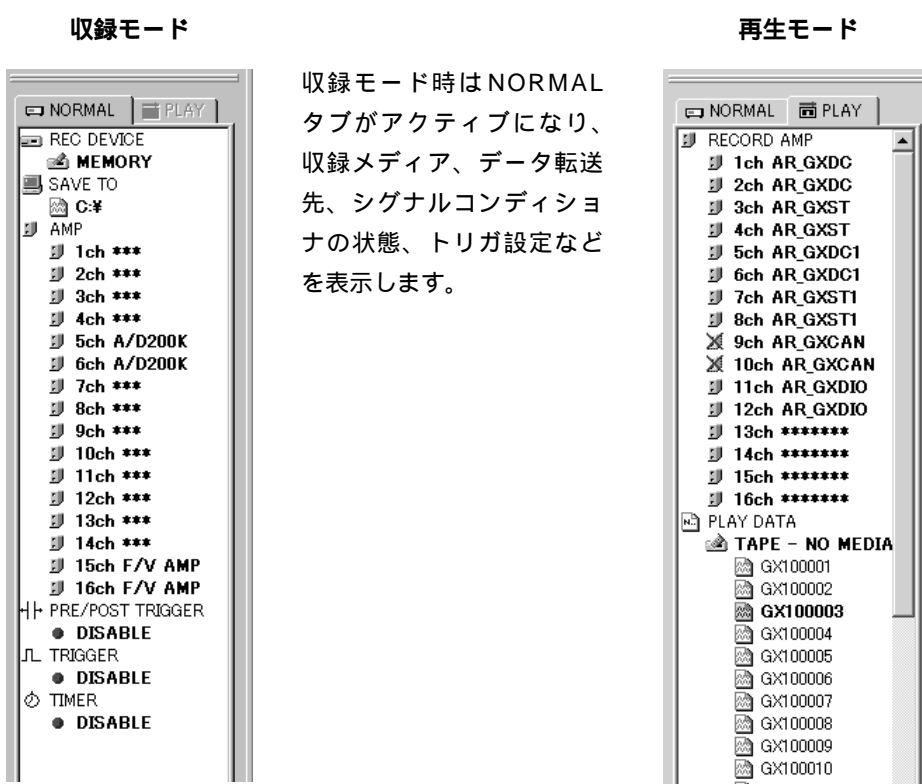 収録モード
NORMAL PLAY
REC DEVICE
MEMORY
SAVE TO
C:¥
AMP
1ch ***
2ch ***
3ch ***
4ch ***
5ch A/D200K
6ch A/D200K
7ch ***
8ch ***
9ch ***
10ch ***
11ch ***
12ch ***
13ch ***
14ch ***
15ch F/V AMP
16ch F/V AMP
PRE/POST TRIGGER
DISABLE
TRIGGER
DISABLE
TIMER
DISABLE
収録モード時はNORMAL
タブがアクティブになり、
収録メディア、データ転送
先、シグナルコンディショ
ナの状態、トリガ設定など
を表示します。
再生モード
NORMAL PLAY
RECORD AMP
1ch AR_GXDC
2ch AR_GXDC
3ch AR_GXST
4ch AR_GXST
5ch AR_GXDC1
6ch AR_GXDC1
7ch AR_GXST1
8ch AR_GXST1
9ch AR_GXCAN
10ch AR_GXCAN
11ch AR_GXDIO
12ch AR_GXDIO
13ch *******
14ch *******
15ch *******
16ch *******
PLAY DATA
TAPE - NO MEDIA
GX100001
GX100002
GX100003
GX100004
GX100005
GX100006
GX100007
GX100008
GX100009
GX100010